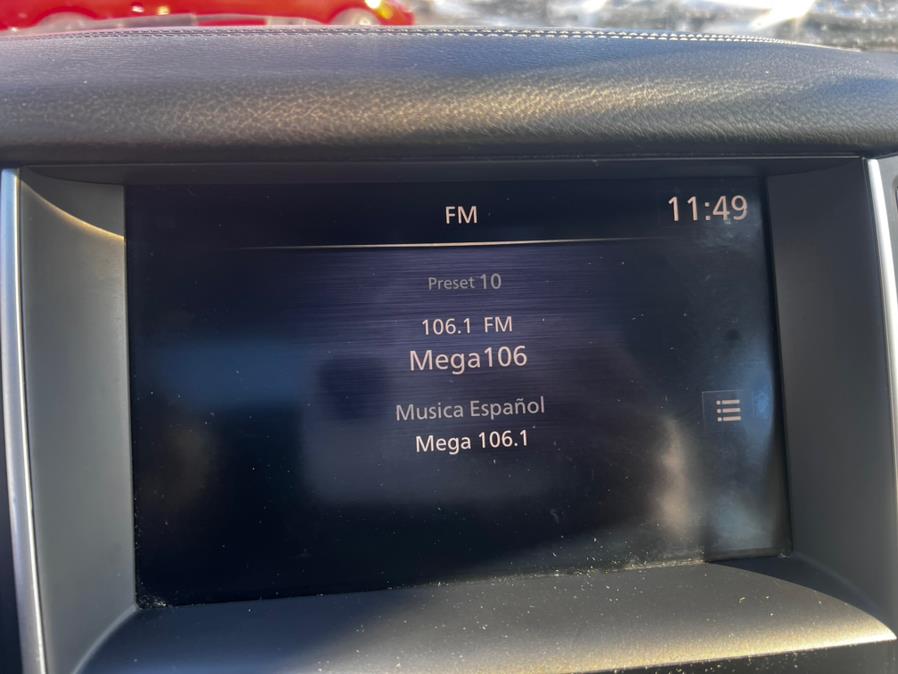 FM
11:49
Preset 10
106.1 FM
Mega106
Musica Español
Mega 106.1